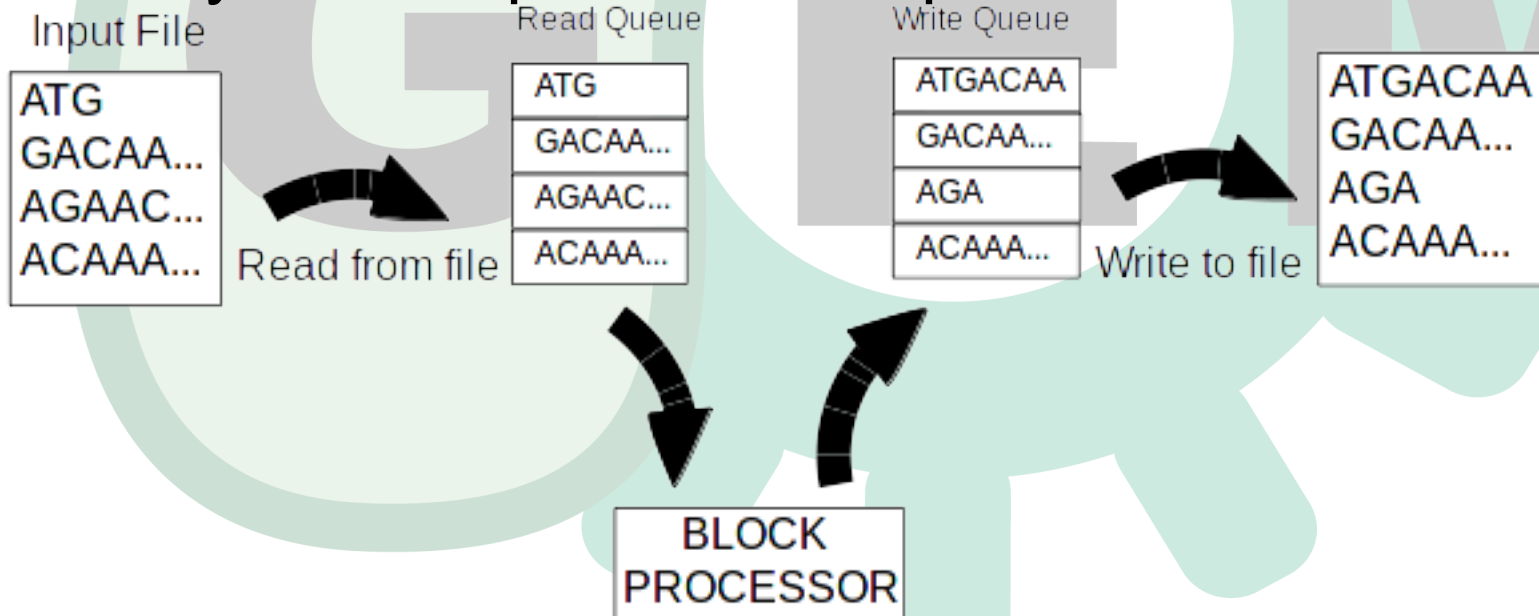 Input File
ATG
GACAA...
AGAAC...
ACAAA...
Read from file
Read Queue
ATG
GACAA...
AGAAC...
ACAAA...
BLOCK
PROCESSOR
Write Queue
ATGACAA
GACAA...
AGA
ACAAA...
Write to file
ATGACAA
GACAA...
AGA
ACAAA...